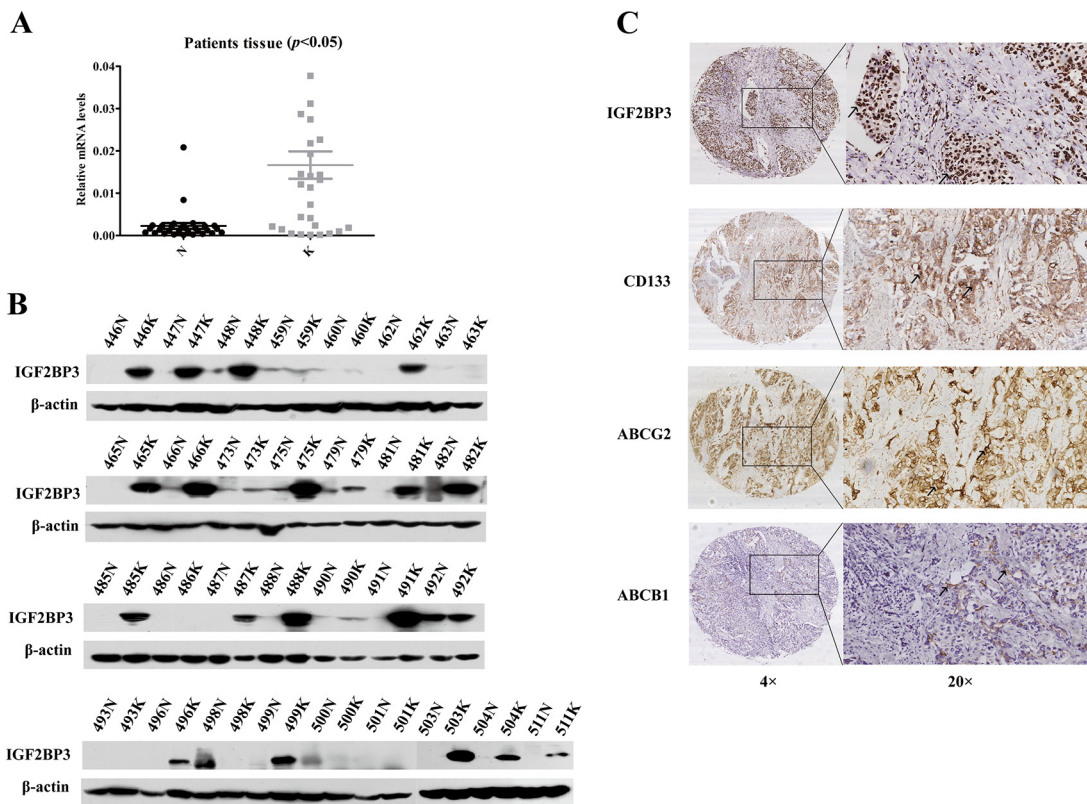 A
Patients tissue (p<0.05)
Relative mRNA levels
0.04
0.03
0.02
0.01
0.00
N
K
B
446N 446K 447N 447K 448N 448K 459N 459K 460N 460K 462N 462K 463N 463K
IGF2BP3
β-actin
465N 465K 466N 466K 473N 473K 475N 475K 479N 479K 481N 481K 482N 482K
IGF2BP3
β-actin
485N 485K 486N 486K 487N 487K 488N 488K 490N 490K 491N 491K 492N 492K
IGF2BP3
β-actin
493N 493K 496N 496K 498N 498K 499N 499K 500N 500K 501N 501K 503N 503K 504N 504K 511N 511K
IGF2BP3
β-actin
C
IGF2BP3
CD133
ABCG2
ABCB1
4× 20×